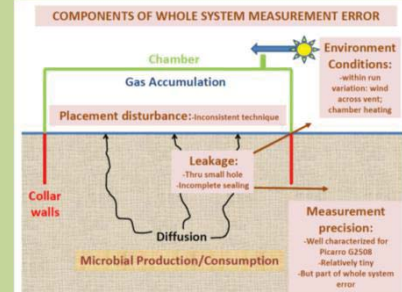 COMPONENTS OF WHOLE SYSTEM MEASUREMENT ERROR
Chamber
Gas Accumulation
Environment
Conditions:
-within run
variation: wind
across vent;
chamber heating
Placement disturbance:-Inconsistent technique
Leakage:
-Thru small hole
-Incomplete sealing
Collar
walls
Diffusion
Microbial Production/Consumption
Measurement
precision:
-Well characterized for
Picarro G2508
-Relatively tiny
-But part of whole system
error